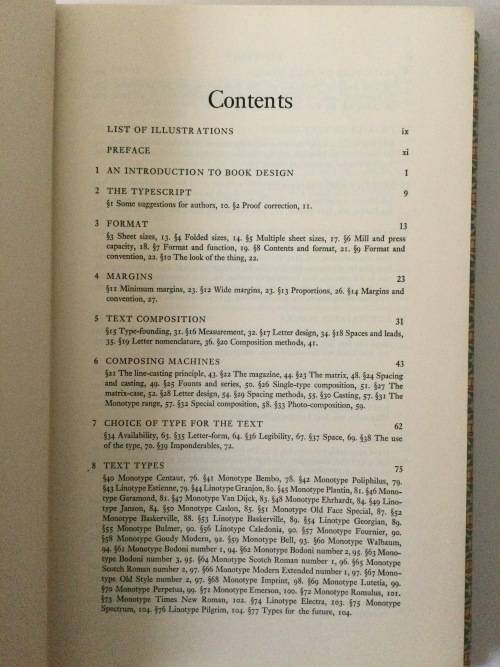 Contents
LIST OF ILLUSTRATIONS ix
PREFACE xi
1 AN INTRODUCTION TO BOOK DESIGN 1
2 THE TYPESCRIPT 9
§1 Some suggestions for authors, 10. §2 Proof correction, 11.
3 FORMAT 13
§3 Sheet sizes, 13. §4 Folded sizes, 14. §5 Multiple sheet sizes, 17. §6 Mill and press
capacity, 18. §7 Format and function, 19. §8 Contents and format, 21. §9 Format and
convention, 22. §10 The look of the thing, 22.
4 MARGINS 23
§11 Minimum margins, 23. §12 Wide margins, 23. §13 Proportions, 26. §14 Margins and
convention, 27.
5 TEXT COMPOSITION 31
§15 Type-founding, 31. §16 Measurement, 32. §17 Letter design, 34. §18 Spaces and leads,
35. §19 Letter nomenclature, 36. §20 Composition methods, 41.
6 COMPOSING MACHINES 43
§21 The line-casting principle, 43. §22 The magazine, 44. §23 The matrix, 48. §24 Spacing
and casting, 49. §25 Founts and series, 50. §26 Single-type composition, 51. §27 The
matrix-case, 52. §28 Letter design, 54. §29 Spacing methods, 55. §30 Casting, 57. §31 The
Monotype range, 57. §32 Special composition, 58. §33 Photo-composition, 59.
7 CHOICE OF TYPE FOR THE TEXT 62
§34 Availability, 63. §35 Letter-form, 64. §36 Legibility, 67. §37 Space, 69. §38 The use
of the type, 70. §39 Imponderables, 72.
8 TEXT TYPES 75
§40 Monotype Centaur, 76. §41 Monotype Bembo, 78. §42 Monotype Poliphilus, 79.
§43 Linotype Estienne, 79. §44 Linotype Granjon, 80. §45 Monotype Plantin, 81. §46 Mono-
type Garamond, 81. §47 Monotype Van Dijck, 83. §48 Monotype Ehrhardt, 84. §49 Lino-
type Janson, 84. §50 Monotype Caslon, 85. §51 Monotype Old Face Special, 87. §52
Monotype Baskerville, 88. §53 Linotype Baskerville, 89. §54 Linotype Georgian, 89.
§55 Monotype Bulmer, 90. §56 Linotype Caledonia, 90. §57 Monotype Fournier, 90.
§58 Monotype Goudy Modern, 92. §59 Monotype Bell, 93. §60 Monotype Walbaum,
94. §61 Monotype Bodoni number 1, 94. §62 Monotype Bodoni number 2, 95. §63 Mono-
type Bodoni number 3, 95. §64 Monotype Scotch Roman number 1, 96. §65 Monotype
Scotch Roman number 2, 97. §66 Monotype Modern Extended number 1, 97. §67 Mono-
type Old Style number 2, 97. §68 Monotype Imprint, 98. §69 Monotype Lutetia, 99.
§70 Monotype Perpetua, 99. §71 Monotype Emerson, 100. §72 Monotype Romulus, 101.
§73 Monotype Times New Roman, 102. §74 Linotype Electra, 103. §75 Monotype
Spectrum, 104. §76 Linotype Pilgrim, 104. §77 Types for the future, 104.